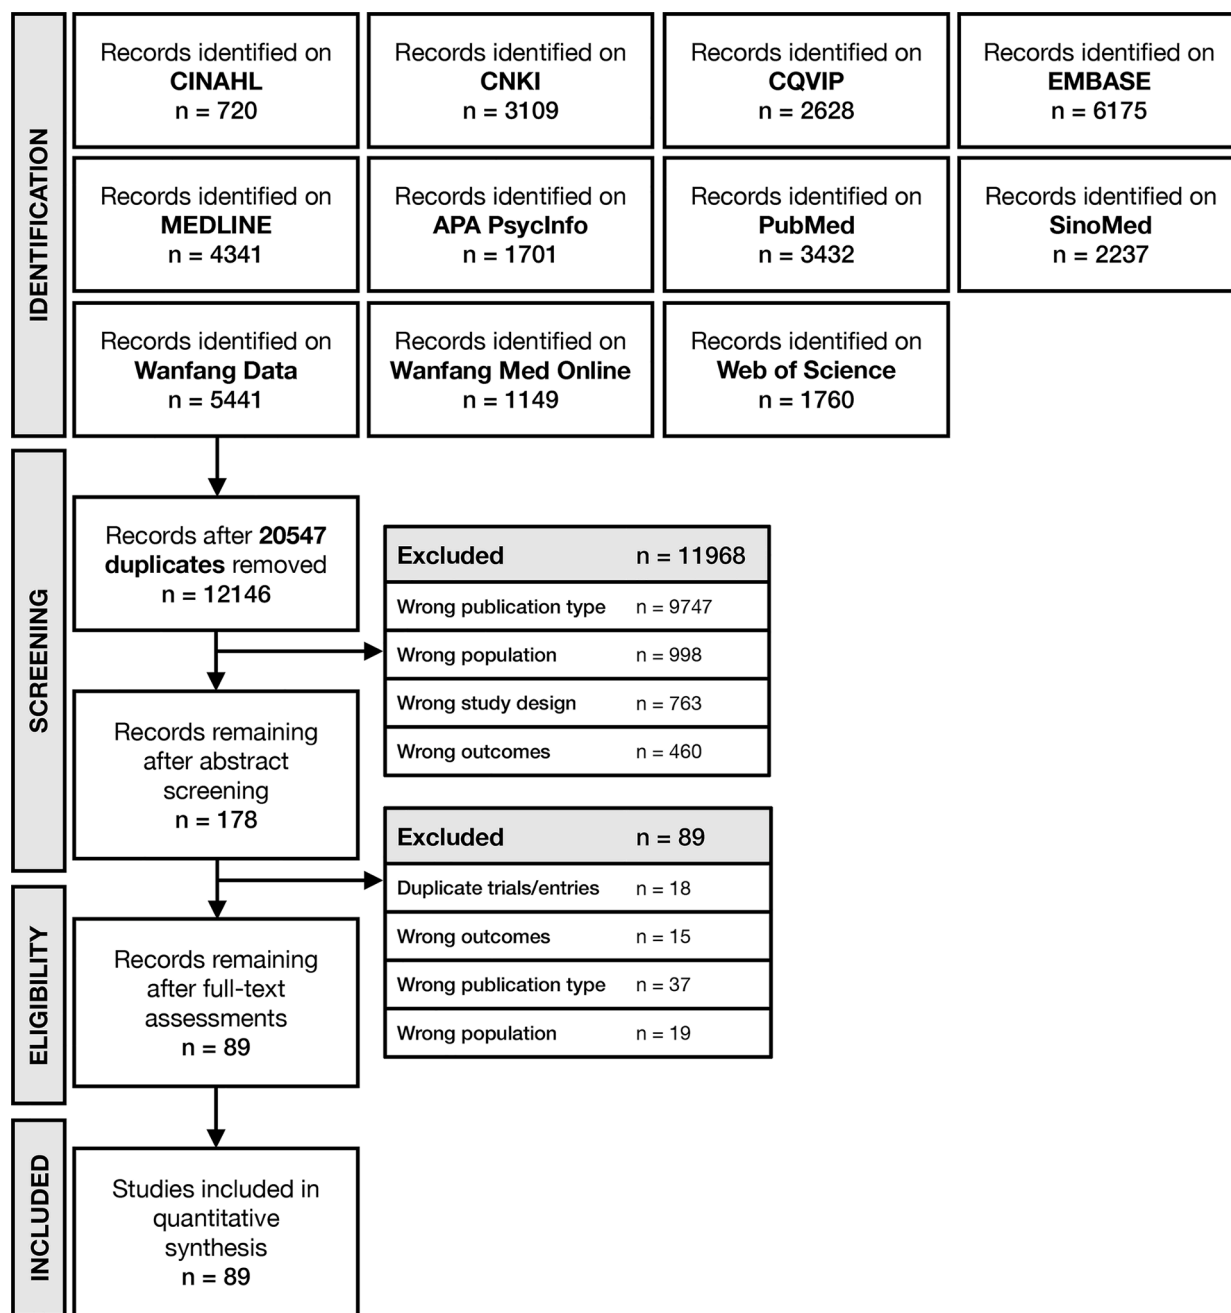 IDENTIFICATION
Records identified on
CINAHL
n = 720
Records identified on
CNKI
n = 3109
Records identified on
CQVIP
n = 2628
Records identified on
EMBASE
n = 6175
Records identified on
MEDLINE
n = 4341
Records identified on
APA PsycInfo
n = 1701
Records identified on
PubMed
n = 3432
Records identified on
SinoMed
n = 2237
Records identified on
Wanfang Data
n = 5441
Records identified on
Wanfang Med Online
n = 1149
Records identified on
Web of Science
n = 1760
SCREENING
Records after 20547
duplicates removed
n = 12146
Excluded n = 11968
Wrong publication type n = 9747
Wrong population n = 998
Wrong study design n = 763
Wrong outcomes n = 460
Records remaining
after abstract
screening
n = 178
Excluded n = 89
Duplicate trials/entries n = 18
Wrong outcomes n = 15
Wrong publication type n = 37
Wrong population n = 19
ELIGIBILITY
Records remaining
after full-text
assessments
n = 89
INCLUDED
Studies included in
quantitative
synthesis
n = 89